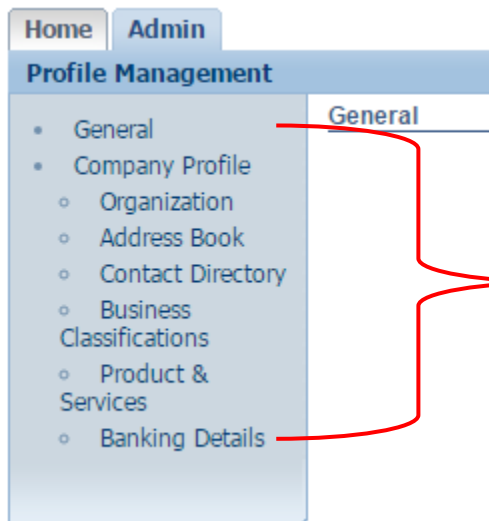 Home Admin
Profile Management
General
General
Company Profile
Organization
Address Book
Contact Directory
Business
Classifications
Product &
Services
Banking Details